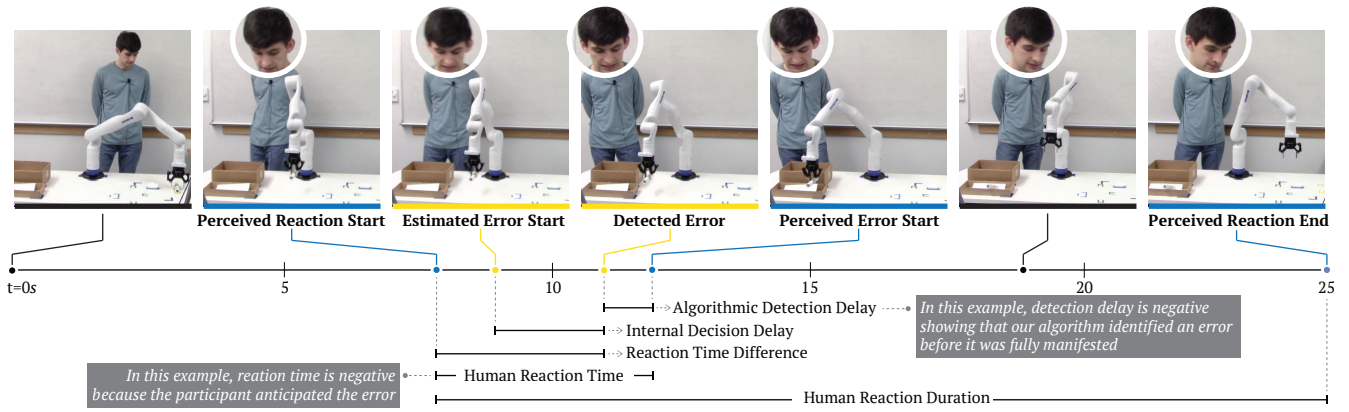 Perceived Reaction Start
Estimated Error Start
Detected Error
Perceived Error Start
Perceived Reaction End
t=0s
5
10
15
20
25
Algorithmic Detection Delay
In this example, detection delay is negative
showing that our algorithm identified an error
before it was fully manifested
Internal Decision Delay
Reaction Time Difference
In this example, reation time is negative
because the participant anticipated the error
Human Reaction Time
Human Reaction Duration